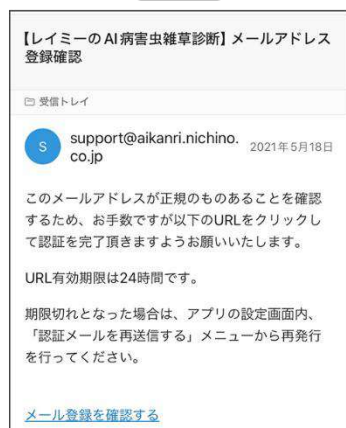 【レイミーのAI病害虫雑草診断】メールアドレス
登録確認
受信トレイ
S
support@aikanri.nichino.
co.jp
2021年5月18日
このメールアドレスが正規のものあることを確認
するため、お手数ですが以下のURLをクリックし
て認証を完了頂きますようお願いいたします。
URL有効期限は24時間です。
期限切れとなった場合は、アプリの設定画面内、
「認証メールを再送信する」メニューから再発行
を行ってください。
メール登録を確認する